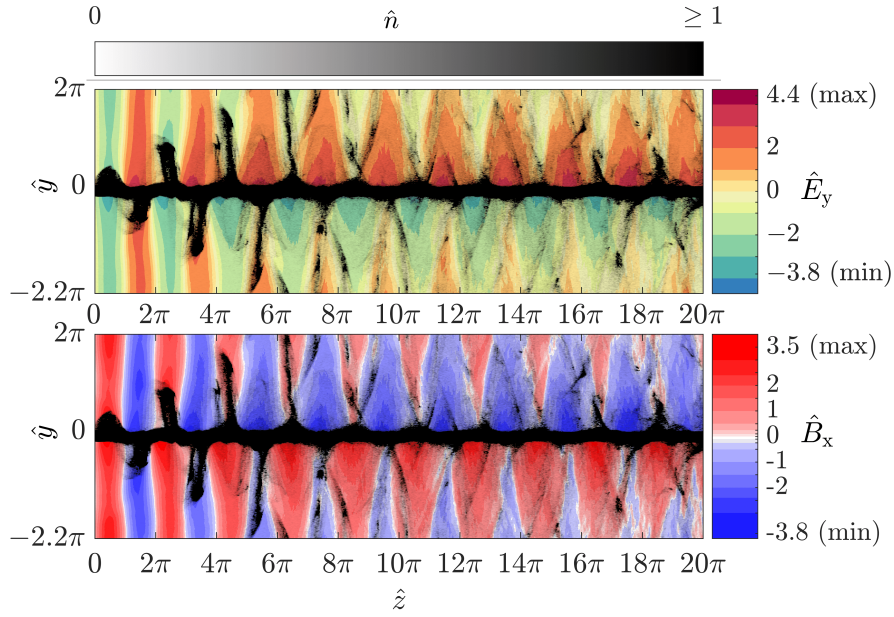 0 n̂ ≥ 1
2π 4.4 (max)
2
ŷ 0 0 Ê_y
−2
−3.8 (min)
−2.2π
0 2π 4π 6π 8π 10π 12π 14π 16π 18π 20π
2π 3.5 (max)
2
1
ŷ 0 0 B̂_x
-1
-2
−2.2π -3.8 (min)
0 2π 4π 6π 8π 10π 12π 14π 16π 18π 20π
ẑ